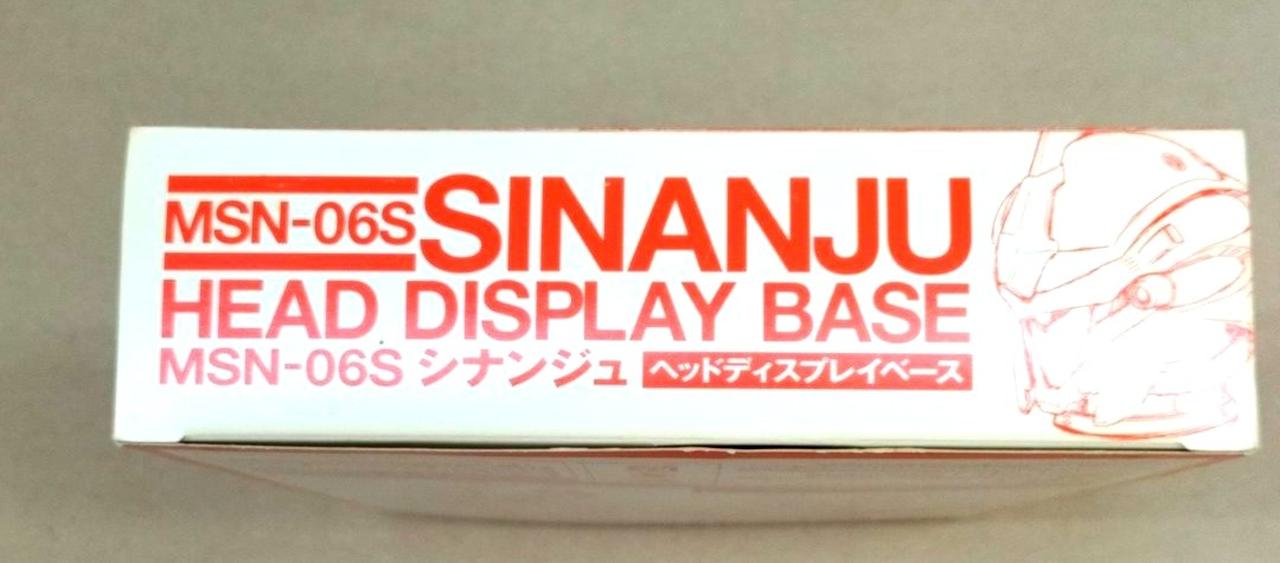 MSN-06S SINANJU
HEAD DISPLAY BASE
MSN-06S シナンジュ ヘッドディスプレイベース